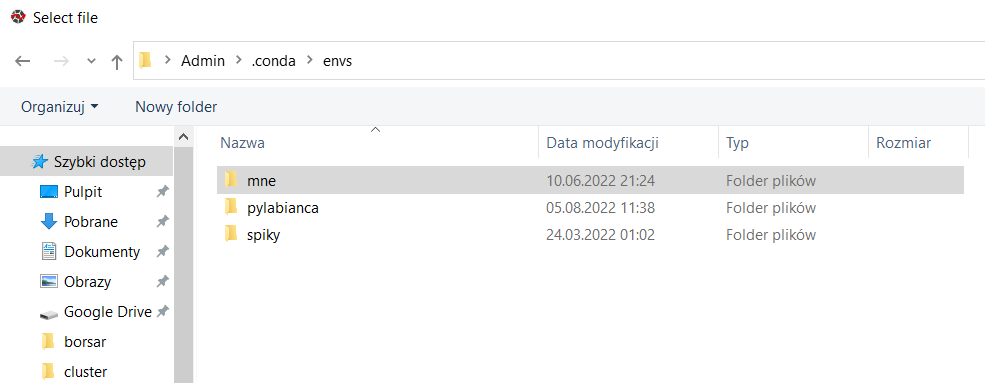 Select file
Admin > .conda > envs
Organizuj Nowy folder
Nazwa Data modyfikacji Typ Rozmiar
Szybki dostęp
Pulpit
Pobrane
Dokumenty
Obrazy
Google Drive
borsar
cluster
mne 10.06.2022 21:24 Folder plików
pylabianca 05.08.2022 11:38 Folder plików
spiky 24.03.2022 01:02 Folder plików